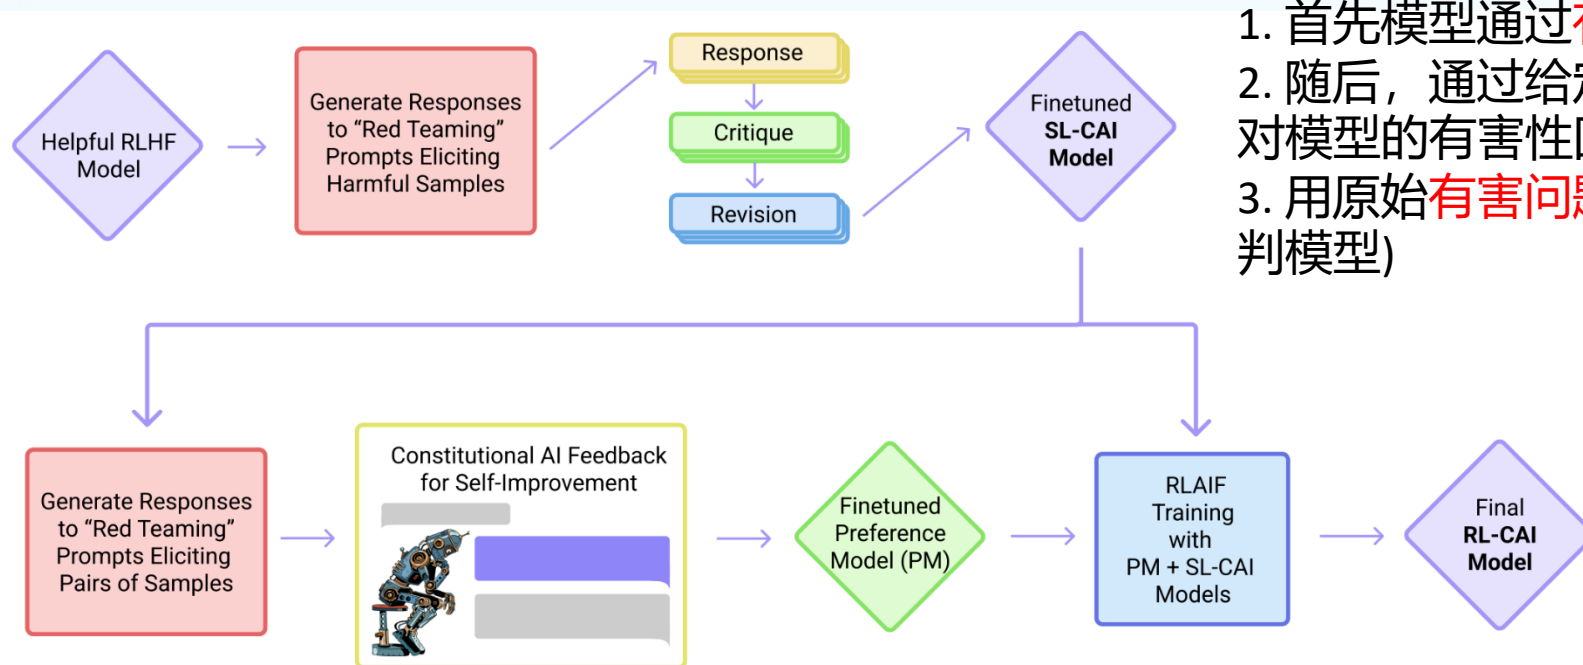 Helpful RLHF
Model
Generate Responses
to “Red Teaming”
Prompts Eliciting
Harmful Samples
Response
Critique
Revision
Finetuned
SL-CAI
Model
1. 首先模型通过
2. 随后，通过给
对模型的有害性
3. 用原始有害问
判模型)
Generate Responses
to “Red Teaming”
Prompts Eliciting
Pairs of Samples
Constitutional AI Feedback
for Self-Improvement
Finetuned
Preference
Model (PM)
RLAIF
Training
with
PM + SL-CAI
Models
Final
RL-CAI
Model